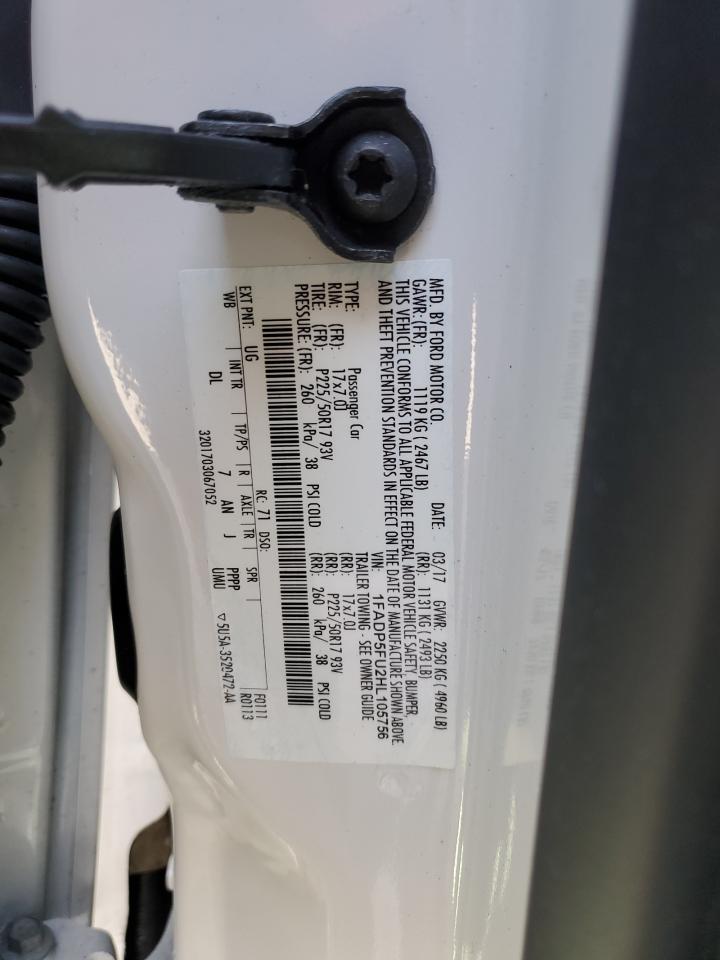 MFD. BY FORD MOTOR CO.
DATE: 03/17 GVWR: 2250 KG ( 4960 LB)
GAWR: (FR): 1119 KG ( 2467 LB) (RR): 1131 KG ( 2493 LB)
THIS VEHICLE CONFORMS TO ALL APPLICABLE FEDERAL MOTOR VEHICLE SAFETY, BUMPER,
AND THEFT PREVENTION STANDARDS IN EFFECT ON THE DATE OF MANUFACTURE SHOWN ABOVE.
VIN: 1FADP5FU2HL105756
TYPE: Passenger Car TRAILER TOWING - SEE OWNER GUIDE
RIM: (FR): 17x7.0J (RR): 17x7.0J
TIRE: (FR): P225/50R17 93V (RR): P225/50R17 93V
PRESSURE: (FR): 260 kPa/ 38 PSI COLD (RR): 260 kPa/ 38 PSI COLD
RC: 71 DSO: F0111
EXT PNT: UG R0113
INT TR TP/PS R AXLE TR SPR
WB DL 7 AN J PPPP
UMU
3201703067052 5U5A-3520472-AA